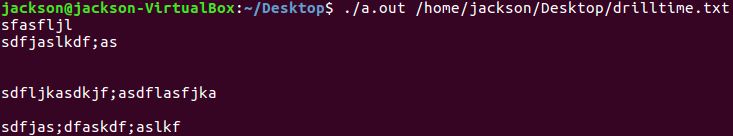 jackson@jackson-VirtualBox:~/Desktop$ ./a.out /home/jackson/Desktop/drilltime.txt
sfasfljl
sdfjaslkdf;as
sdfljkasdkjf;asdflasfjka
sdfjas;dfaskdf;aslkf